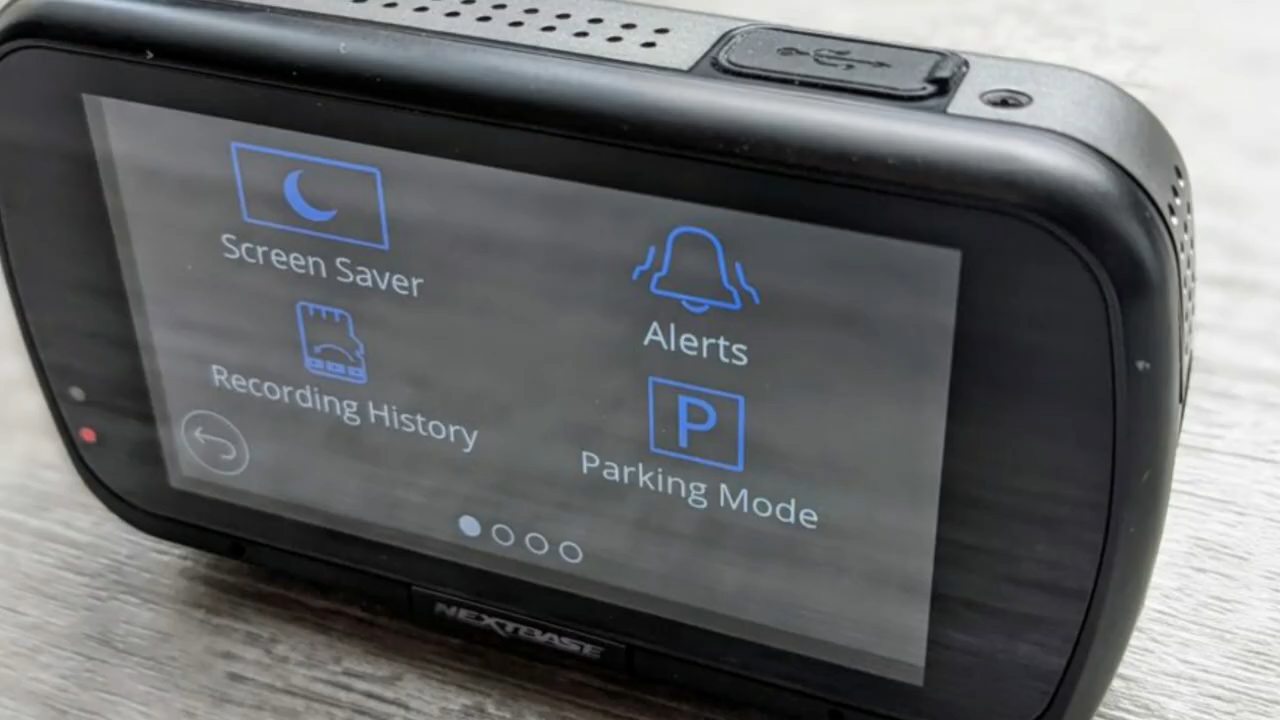 Screen Saver
Alerts
Recording History
P
Parking Mode
NEXTBASE